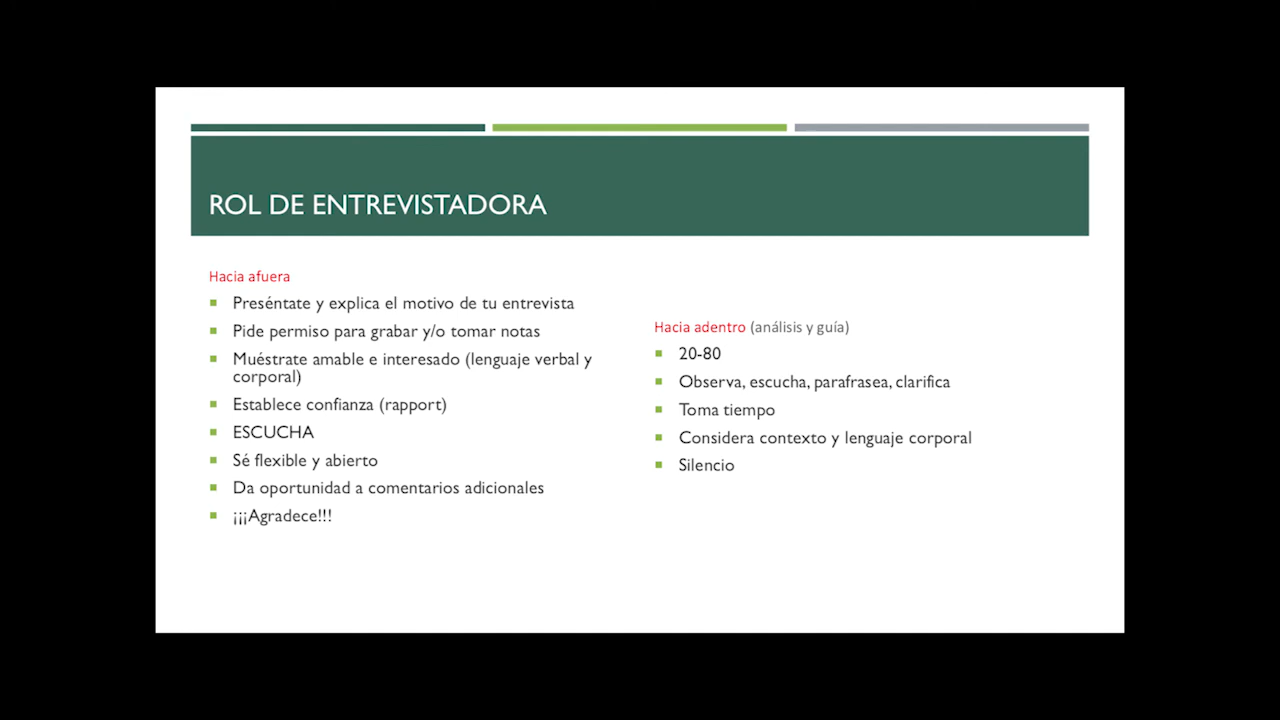 ROL DE ENTREVISTADORA
Hacia afuera
Preséntate y explica el motivo de tu entrevista
Pide permiso para grabar y/o tomar notas
Muéstrate amable e interesado (lenguaje verbal y
corporal)
Establece confianza (rapport)
ESCUCHA
Sé flexible y abierto
Da oportunidad a comentarios adicionales
¡¡¡Agradece!!!
Hacia adentro (análisis y guía)
20-80
Observa, escucha, parafrasea, clarifica
Toma tiempo
Considera contexto y lenguaje corporal
Silencio